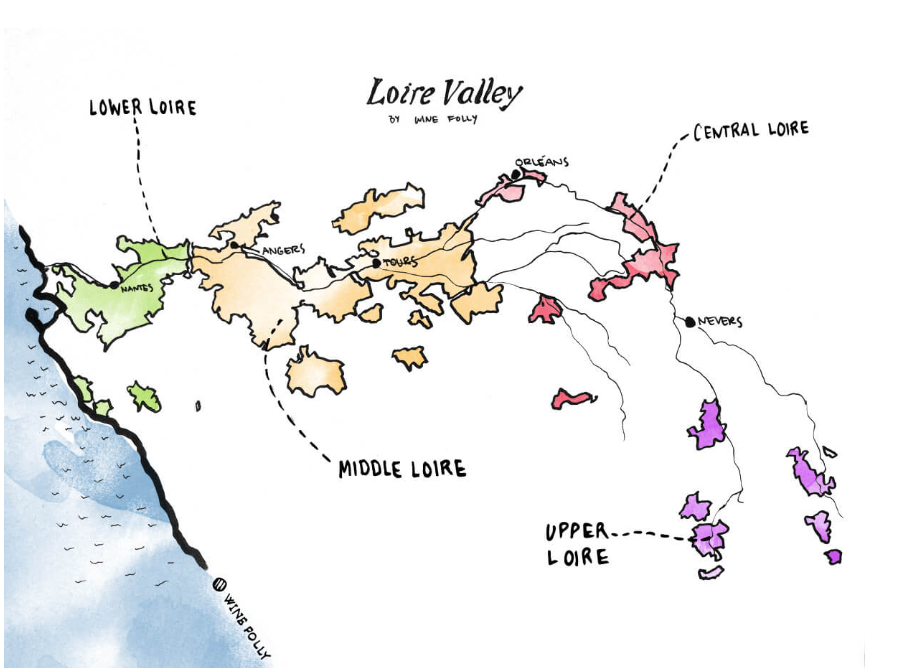 Loire Valley
BY WINE FOLLY
LOWER LOIRE
CENTRAL LOIRE
ORLÉANS
ANGERS
TOURS
NANTES
NEVERS
MIDDLE LOIRE
UPPER
LOIRE
WINE FOLLY